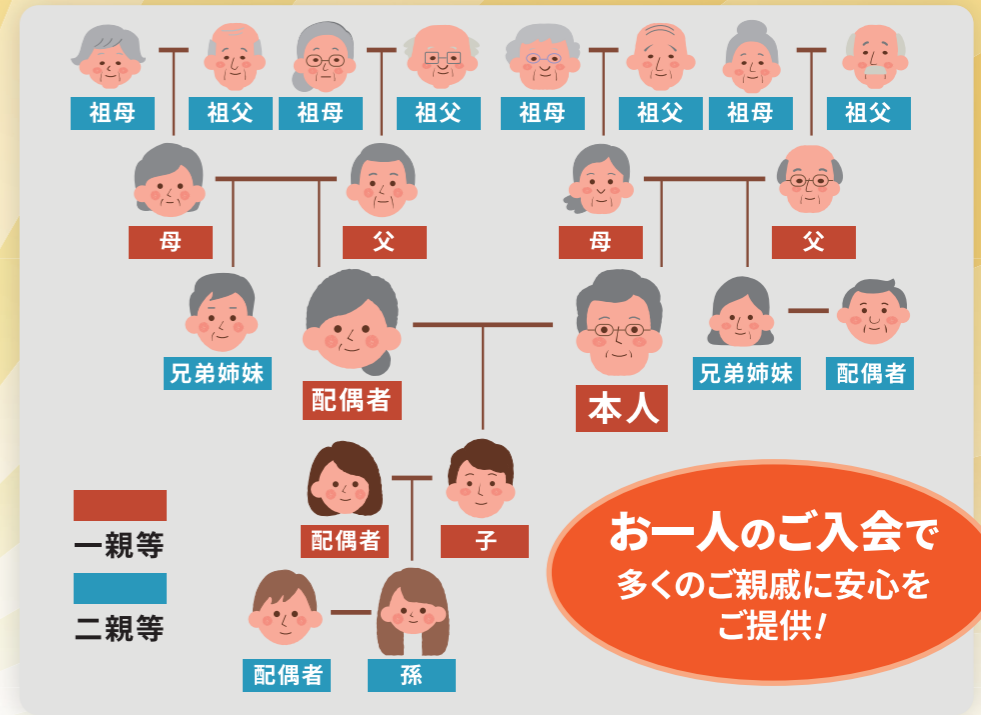 祖母
祖父
祖母
祖父
祖母
祖父
祖母
祖父
母
父
母
父
兄弟姉妹
配偶者
本人
兄弟姉妹
配偶者
配偶者
子
配偶者
孫
一親等
二親等
お一人のご入会で
多くのご親戚に安心を
ご提供!